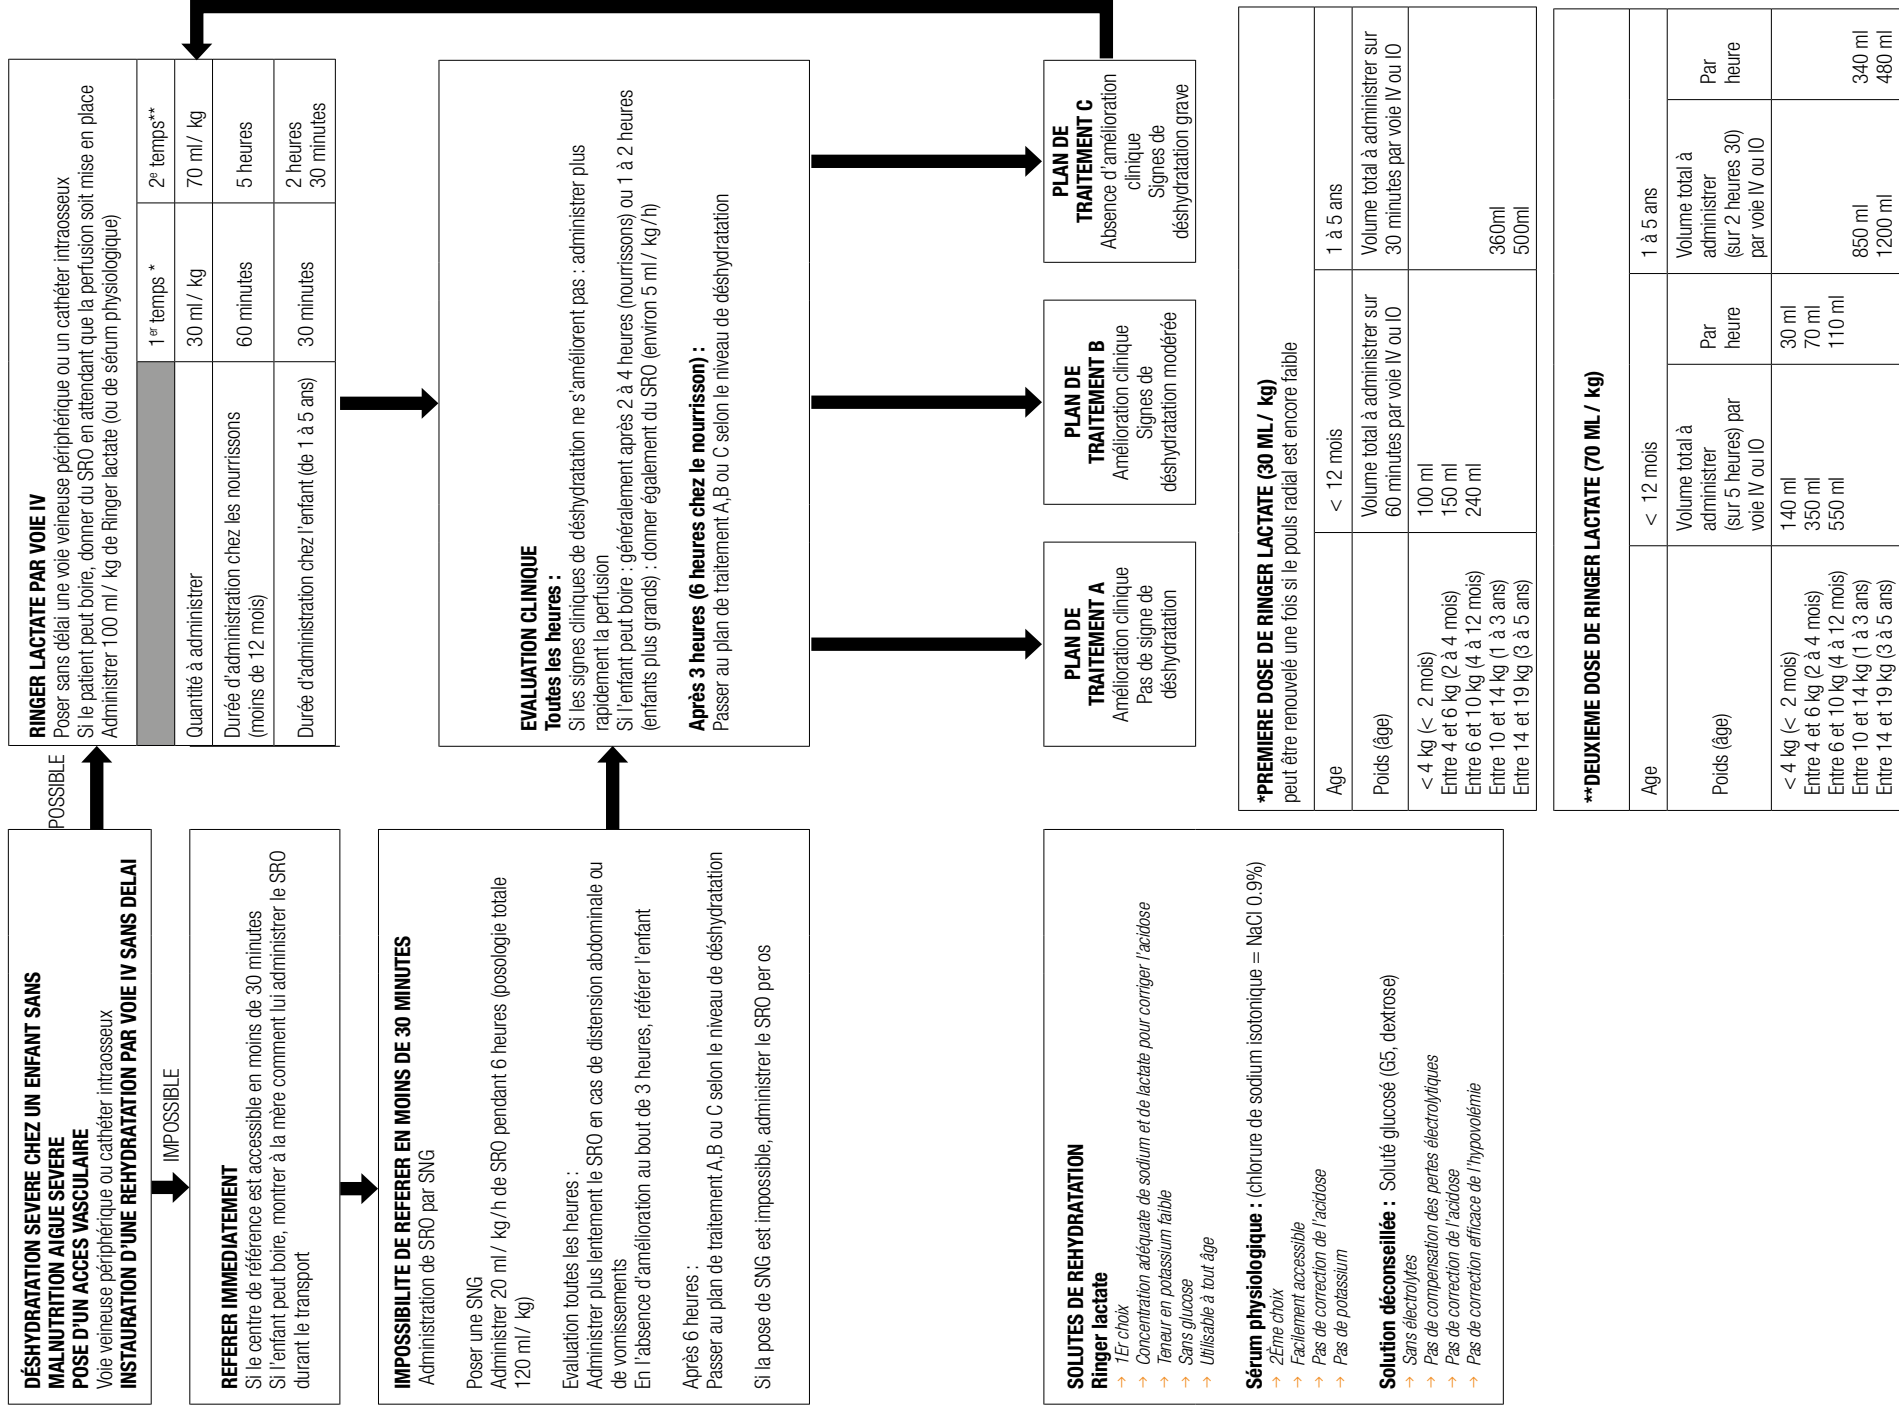 DÉSHYDRATATION SEVERE CHEZ UN ENFANT SANS
MALNUTRITION AIGUE SEVERE
POSE D'UN ACCES VASCULAIRE
Voie veineuse périphérique ou cathéter intraosseux
INSTAURATION D'UNE REHYDRATATION PAR VOIE IV SANS DELAI
POSSIBLE
IMPOSSIBLE
RINGER LACTATE PAR VOIE IV
Poser sans délai une voie veineuse périphérique ou un cathéter intraosseux
Si le patient peut boire, donner du SRO en attendant que la perfusion soit mise en place
Administrer 100 ml / kg de Ringer lactate (ou de sérum physiologique)
1er temps * 2e temps**
Quantité à administrer 30 ml / kg 70 ml / kg
Durée d'administration chez les nourrissons
(moins de 12 mois) 60 minutes 5 heures
Durée d'administration chez l'enfant (de 1 à 5 ans) 30 minutes 2 heures
30 minutes
REFERER IMMEDIATEMENT
Si le centre de référence est accessible en moins de 30 minutes
Si l'enfant peut boire, montrer à la mère comment lui administrer le SRO
durant le transport
IMPOSSIBILITE DE REFERER EN MOINS DE 30 MINUTES
Administration de SRO par SNG
Poser une SNG
Administrer 20 ml / kg / h de SRO pendant 6 heures (posologie totale
120 ml / kg)
Evaluation toutes les heures :
Administrer plus lentement le SRO en cas de distension abdominale ou
de vomissements
En l'absence d'amélioration au bout de 3 heures, référer l'enfant
Après 6 heures :
Passer au plan de traitement A,B ou C selon le niveau de déshydratation
Si la pose de SNG est impossible, administrer le SRO per os
EVALUATION CLINIQUE
Toutes les heures :
Si les signes cliniques de déshydratation ne s'améliorent pas : administrer plus
rapidement la perfusion
Si l'enfant peut boire : généralement après 2 à 4 heures (nourrissons) ou 1 à 2 heures
(enfants plus grands) : donner également du SRO (environ 5 ml / kg / h)
Après 3 heures (6 heures chez le nourrisson) :
Passer au plan de traitement A,B ou C selon le niveau de déshydratation
PLAN DE
TRAITEMENT A
Amélioration clinique
Pas de signe de
déshydratation
PLAN DE
TRAITEMENT B
Amélioration clinique
Signes de
déshydratation modérée
PLAN DE
TRAITEMENT C
Absence d'amélioration
clinique
Signes de
déshydratation grave
SOLUTES DE REHYDRATATION
Ringer lactate
→ 1Er choix
→ Concentration adéquate de sodium et de lactate pour corriger l'acidose
→ Teneur en potassium faible
→ Sans glucose
→ Utilisable à tout âge
Sérum physiologique : (chlorure de sodium isotonique = NaCl 0.9%)
→ 2Ème choix
→ Facilement accessible
→ Pas de correction de l'acidose
→ Pas de potassium
Solution déconseillée : Soluté glucosé (G5, dextrose)
→ Sans électrolytes
→ Pas de compensation des pertes électrolytiques
→ Pas de correction de l'acidose
→ Pas de correction efficace de l'hypovolémie
*PREMIERE DOSE DE RINGER LACTATE (30 ML / kg)
peut être renouvelé une fois si le pouls radial est encore faible
Age < 12 mois 1 à 5 ans
Poids (âge) Volume total à administrer sur
60 minutes par voie IV ou IO Volume total à administrer sur
30 minutes par voie IV ou IO
< 4 kg (< 2 mois) 100 ml
Entre 4 et 6 kg (2 à 4 mois) 150 ml
Entre 6 et 10 kg (4 à 12 mois) 240 ml
Entre 10 et 14 kg (1 à 3 ans) 360ml
Entre 14 et 19 kg (3 à 5 ans) 500ml
**DEUXIEME DOSE DE RINGER LACTATE (70 ML / kg)
Age < 12 mois 1 à 5 ans
Poids (âge) Volume total à
administrer
(sur 5 heures) par
voie IV ou IO Par
heure Volume total à
administrer
(sur 2 heures 30)
par voie IV ou IO Par
heure
< 4 kg (< 2 mois) 140 ml 30 ml
Entre 4 et 6 kg (2 à 4 mois) 350 ml 70 ml
Entre 6 et 10 kg (4 à 12 mois) 550 ml 110 ml
Entre 10 et 14 kg (1 à 3 ans) 850 ml 340 ml
Entre 14 et 19 kg (3 à 5 ans) 1200 ml 480 ml